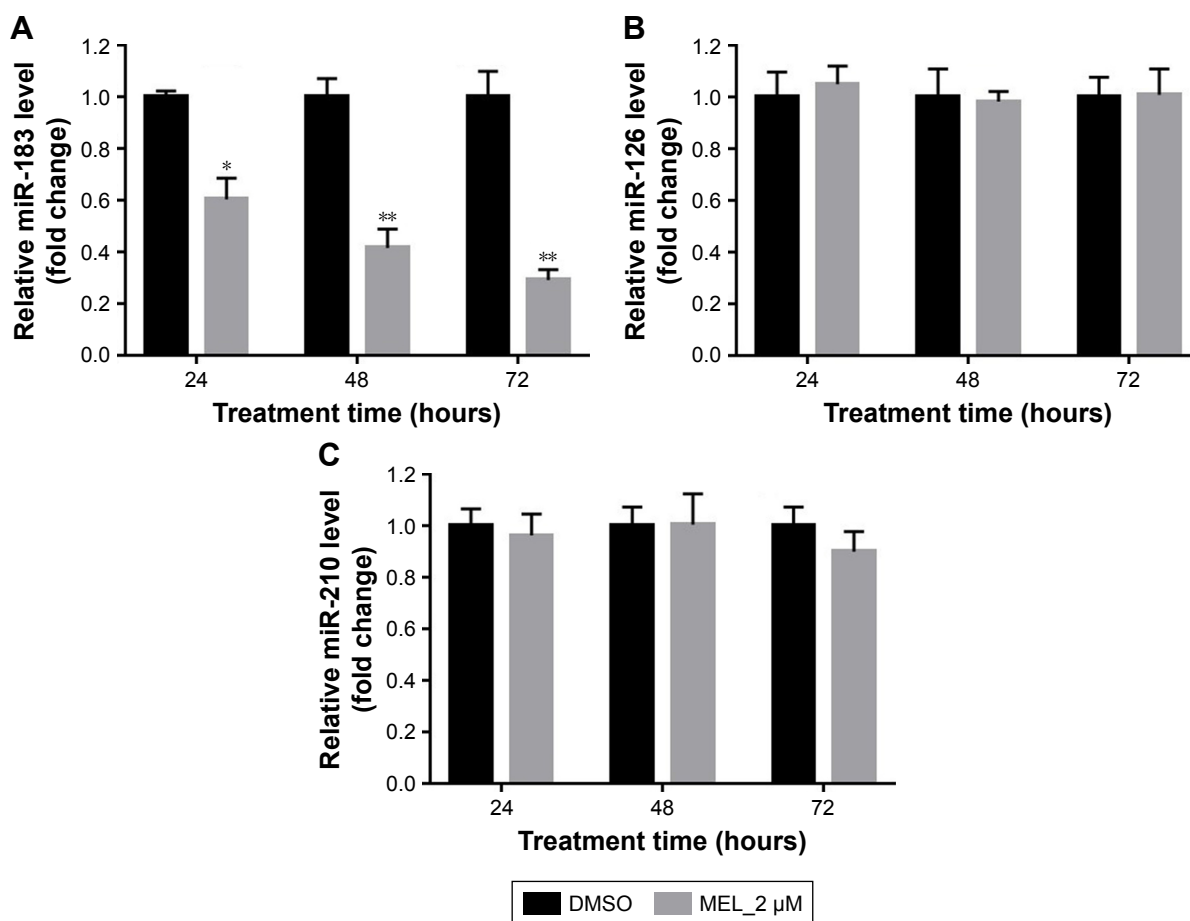 A
Relative miR-183 level
(fold change)
1.2
1.0
0.8
0.6
0.4
0.2
0.0
*
**
**
24 48 72
Treatment time (hours)
B
Relative miR-126 level
(fold change)
1.2
1.0
0.8
0.6
0.4
0.2
0.0
24 48 72
Treatment time (hours)
C
Relative miR-210 level
(fold change)
1.2
1.0
0.8
0.6
0.4
0.2
0.0
24 48 72
Treatment time (hours)
DMSO MEL_2 µM